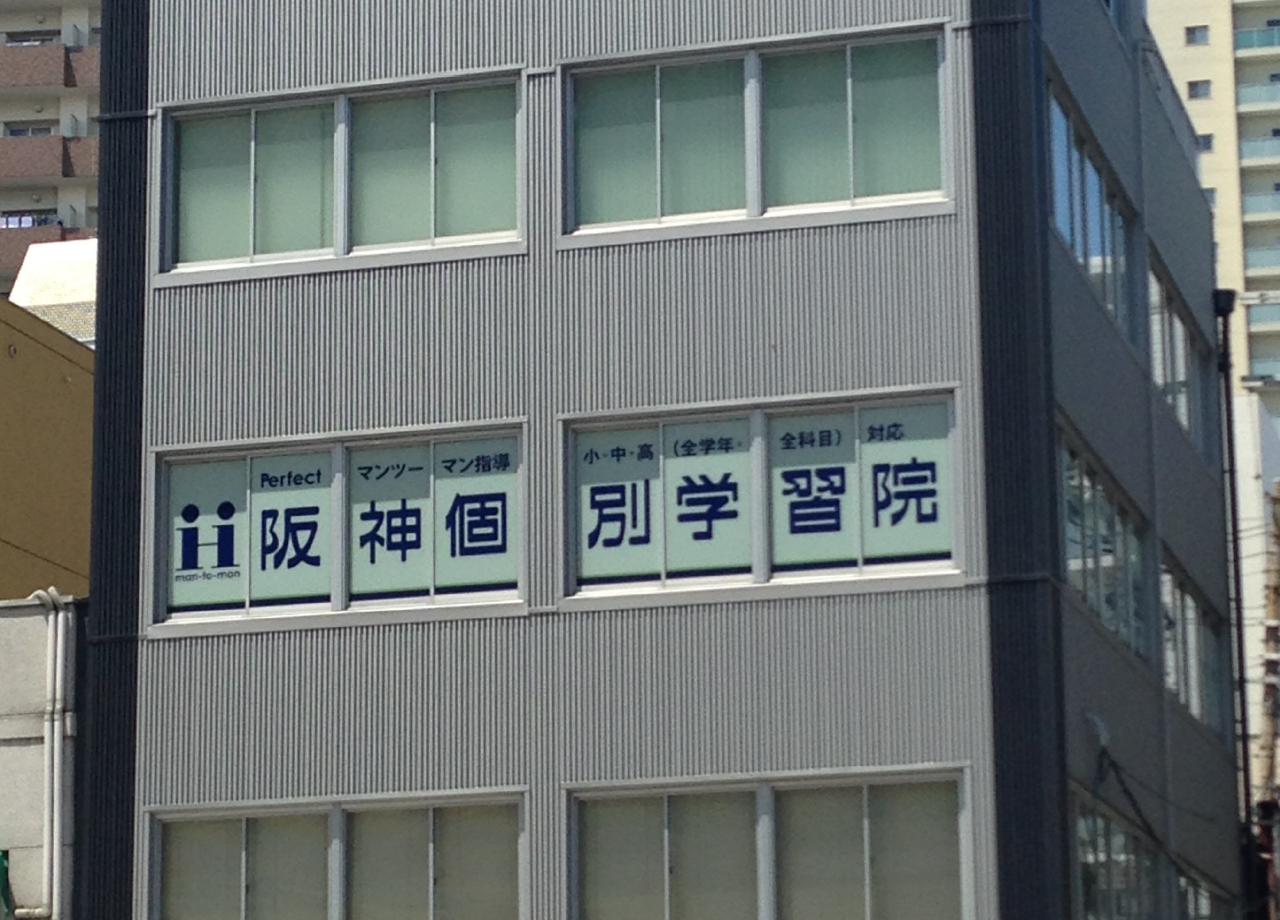 Perfect マンツーマン指導 小・中・高 (全学年・全科目) 対応
阪神個別学習院
man-to-man